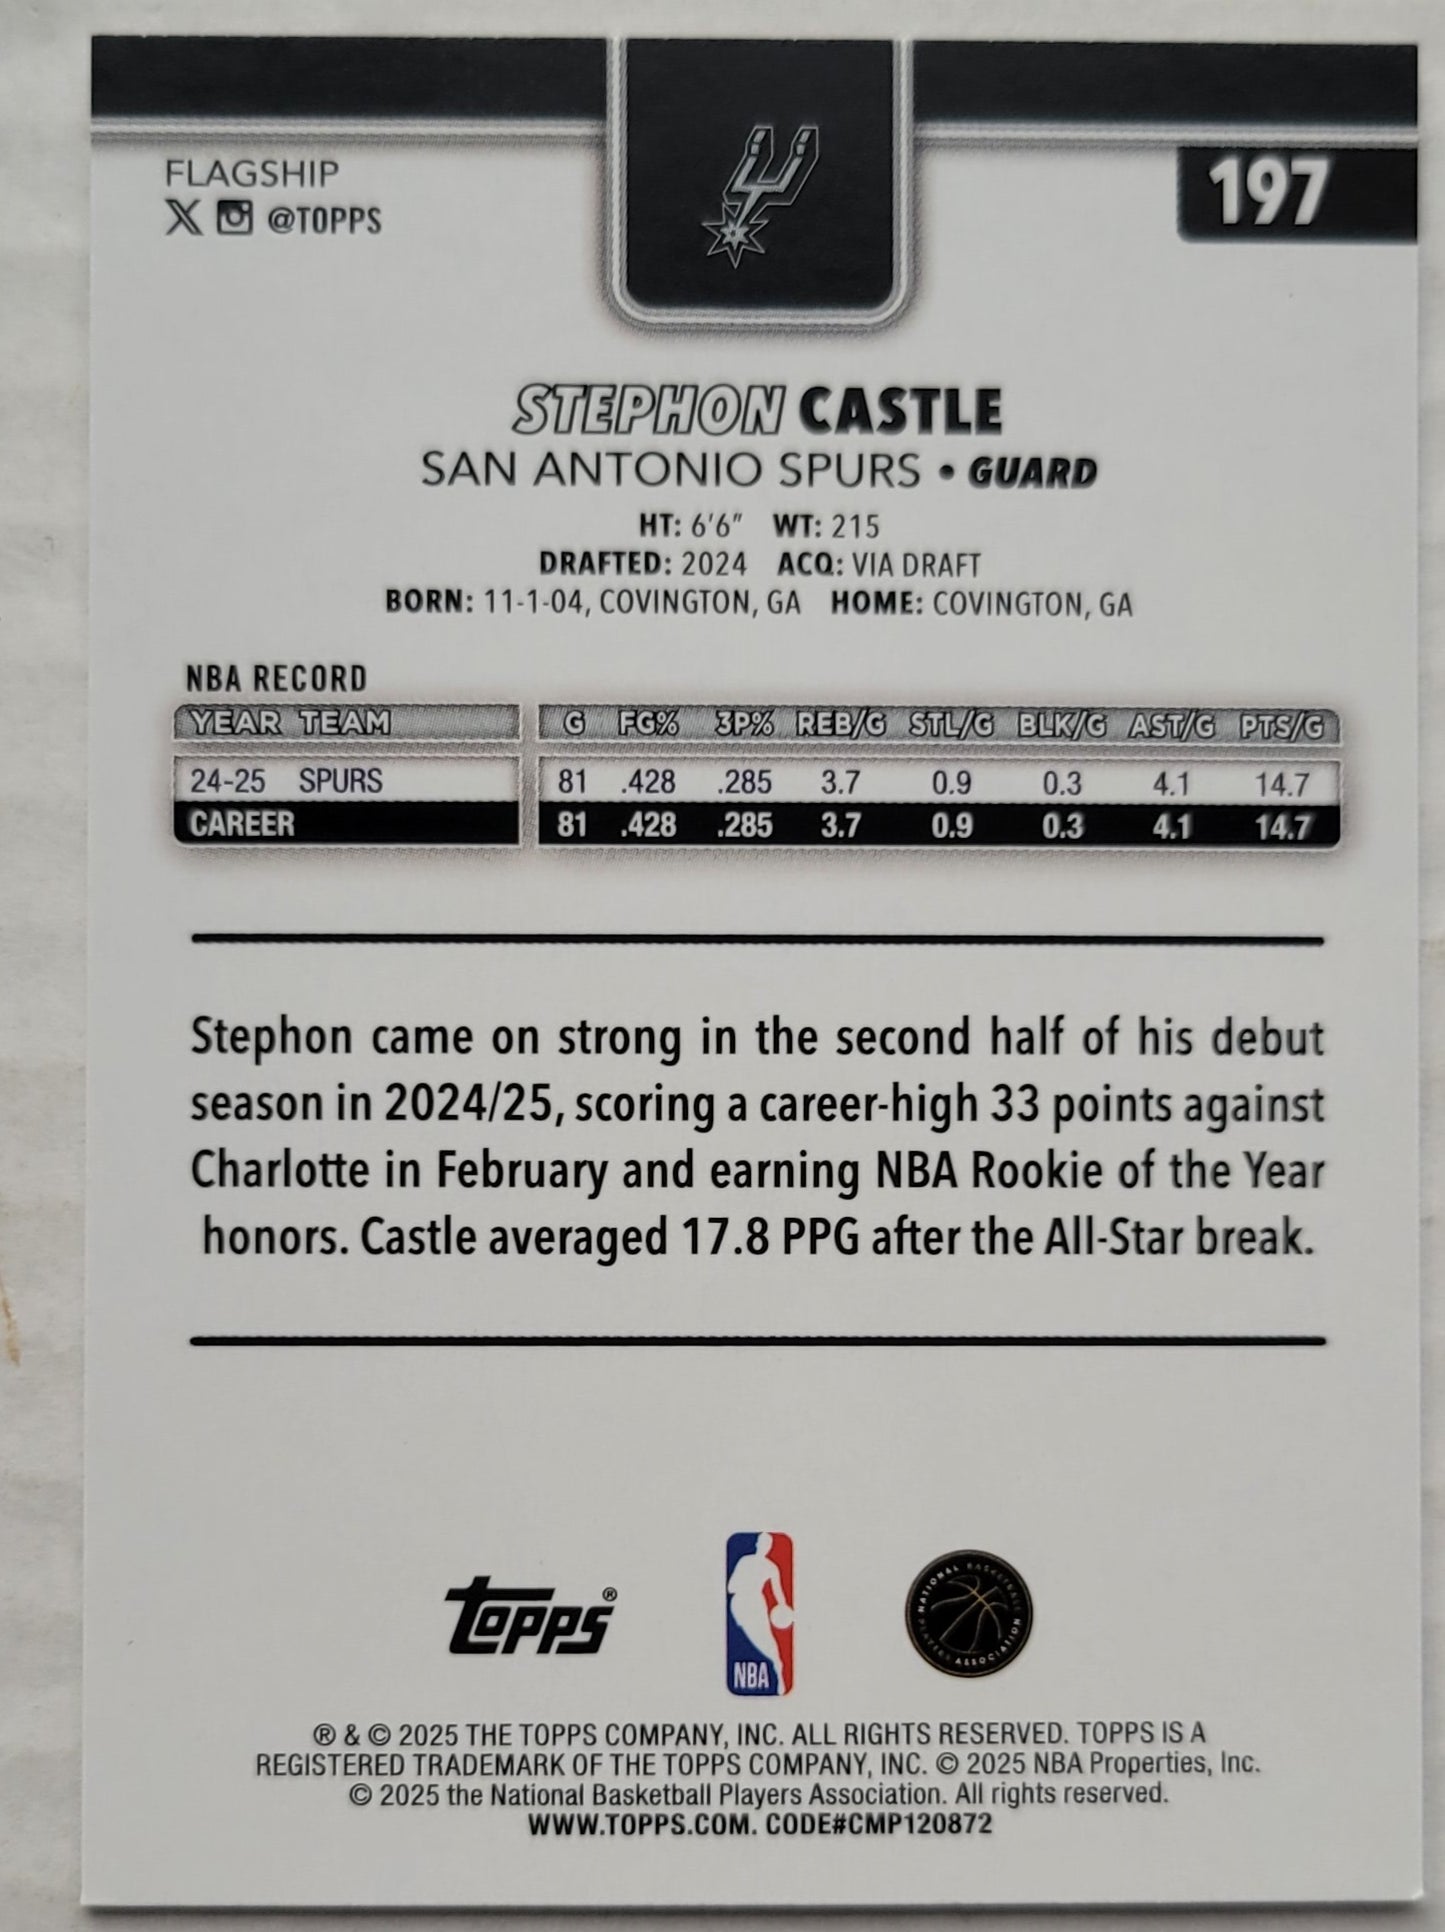 FLAGSHIP
197
X @TOPPS
STEPHON CASTLE
SAN ANTONIO SPURS • GUARD
HT: 6'6" WT: 215
DRAFTED: 2024 ACQ: VIA DRAFT
BORN: 11-1-04, COVINGTON, GA HOME: COVINGTON, GA
NBA RECORD
YEAR TEAM G FG% 3P% REB/G STL/G BLK/G AST/G PTS/G
24-25 SPURS 81 .428 .285 3.7 0.9 0.3 4.1 14.7
CAREER 81 .428 .285 3.7 0.9 0.3 4.1 14.7
Stephon came on strong in the second half of his debut
season in 2024/25, scoring a career-high 33 points against
Charlotte in February and earning NBA Rookie of the Year
honors. Castle averaged 17.8 PPG after the All-Star break.
Topps®
NBA
NATIONAL BASKETBALL PLAYERS ASSOCIATION
® & © 2025 THE TOPPS COMPANY, INC. ALL RIGHTS RESERVED. TOPPS IS A
REGISTERED TRADEMARK OF THE TOPPS COMPANY, INC. © 2025 NBA Properties, Inc.
© 2025 the National Basketball Players Association. All rights reserved.
WWW.TOPPS.COM. CODE#CMP120872